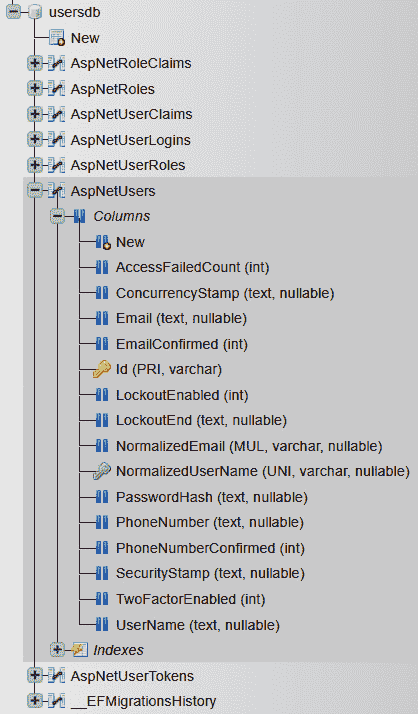 usersdb
New
AspNetRoleClaims
AspNetRoles
AspNetUserClaims
AspNetUserLogins
AspNetUserRoles
AspNetUsers
Columns
New
AccessFailedCount (int)
ConcurrencyStamp (text, nullable)
Email (text, nullable)
EmailConfirmed (int)
Id (PRI, varchar)
LockoutEnabled (int)
LockoutEnd (text, nullable)
NormalizedEmail (MUL, varchar, nullable)
NormalizedUserName (UNI, varchar, nullable)
PasswordHash (text, nullable)
PhoneNumber (text, nullable)
PhoneNumberConfirmed (int)
SecurityStamp (text, nullable)
TwoFactorEnabled (int)
UserName (text, nullable)
Indexes
AspNetUserTokens
__EFMigrationsHistory